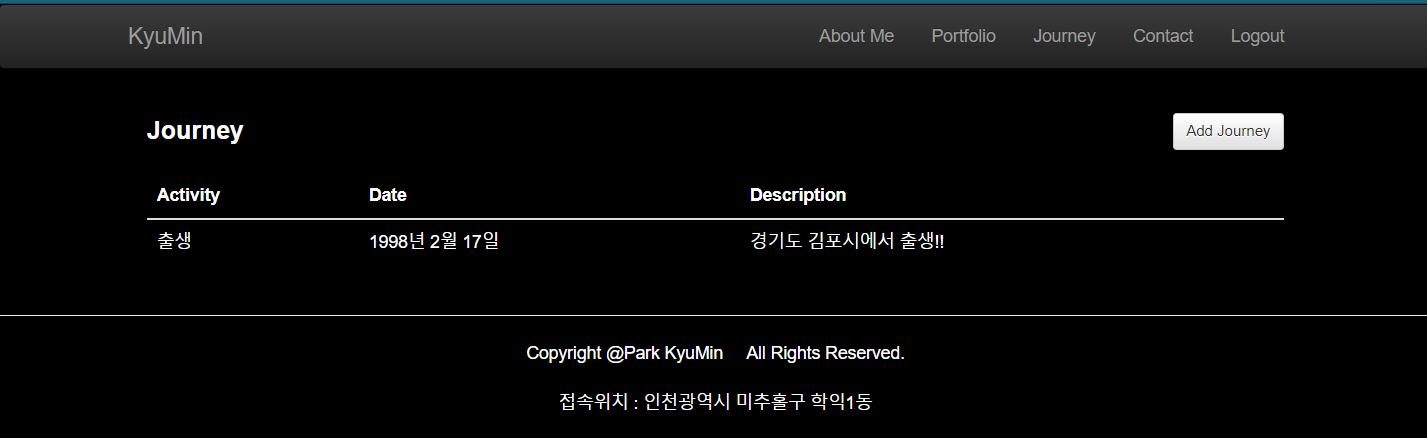 KyuMin About Me Portfolio Journey Contact Logout
Journey Add Journey
Activity Date Description
출생 1998년 2월 17일 경기도 김포시에서 출생!!
Copyright @Park KyuMin All Rights Reserved.
접속위치 : 인천광역시 미추홀구 학익1동